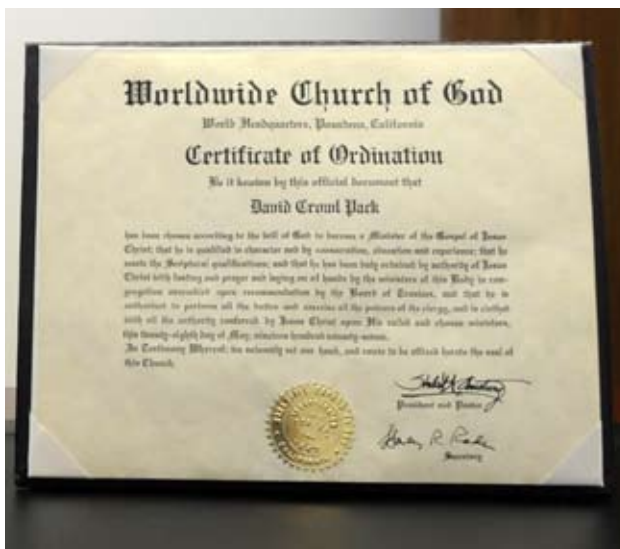 Worldwide Church of God
World Headquarters, Pasadena, California
Certificate of Ordination
Be it known by this official document that
David Crowl Pack
has been chosen according to the will of God to become a Minister of the Gospel of Jesus
Christ; that he is qualified in character and by consecration, education and experience; that he
meets the Scriptural qualifications; and that he has been duly ordained by authority of Jesus
Christ with fasting and prayer and laying on of hands by the ministers of this Body in con-
gregation assembled upon recommendation by the Board of Trustees, and that he is
authorized to perform all the duties and exercise all the powers of the clergy, and is clothed
with all the authority conferred by Jesus Christ upon His called and chosen ministers,
this twenty-eighth day of May, nineteen hundred seventy-seven.
In Testimony Whereof, we solemnly set our hand, and cause to be affixed hereto the seal of
this Church.
President and Pastor
Secretary